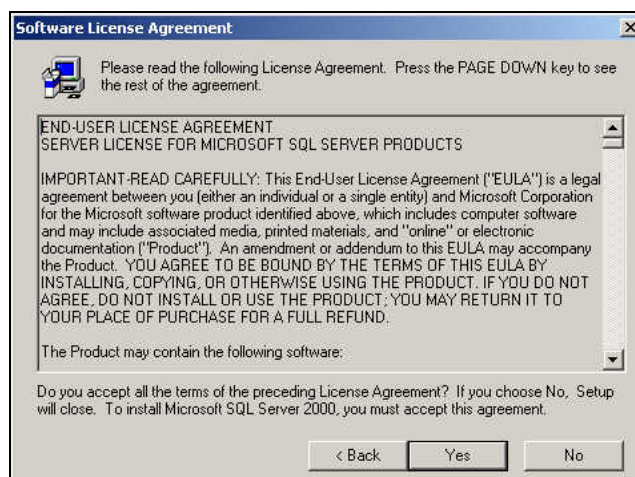 Software License Agreement
Please read the following License Agreement. Press the PAGE DOWN key to see
the rest of the agreement.
END-USER LICENSE AGREEMENT
SERVER LICENSE FOR MICROSOFT SQL SERVER PRODUCTS
IMPORTANT-READ CAREFULLY: This End-User License Agreement ("EULA") is a legal
agreement between you (either an individual or a single entity) and Microsoft Corporation
for the Microsoft software product identified above, which includes computer software
and may include associated media, printed materials, and "online" or electronic
documentation ("Product"). An amendment or addendum to this EULA may accompany
the Product. YOU AGREE TO BE BOUND BY THE TERMS OF THIS EULA BY
INSTALLING, COPYING, OR OTHERWISE USING THE PRODUCT. IF YOU DO NOT
AGREE, DO NOT INSTALL OR USE THE PRODUCT; YOU MAY RETURN IT TO
YOUR PLACE OF PURCHASE FOR A FULL REFUND.
The Product may contain the following software:
Do you accept all the terms of the preceding License Agreement? If you choose No, Setup
will close. To install Microsoft SQL Server 2000, you must accept this agreement.
< Back Yes No